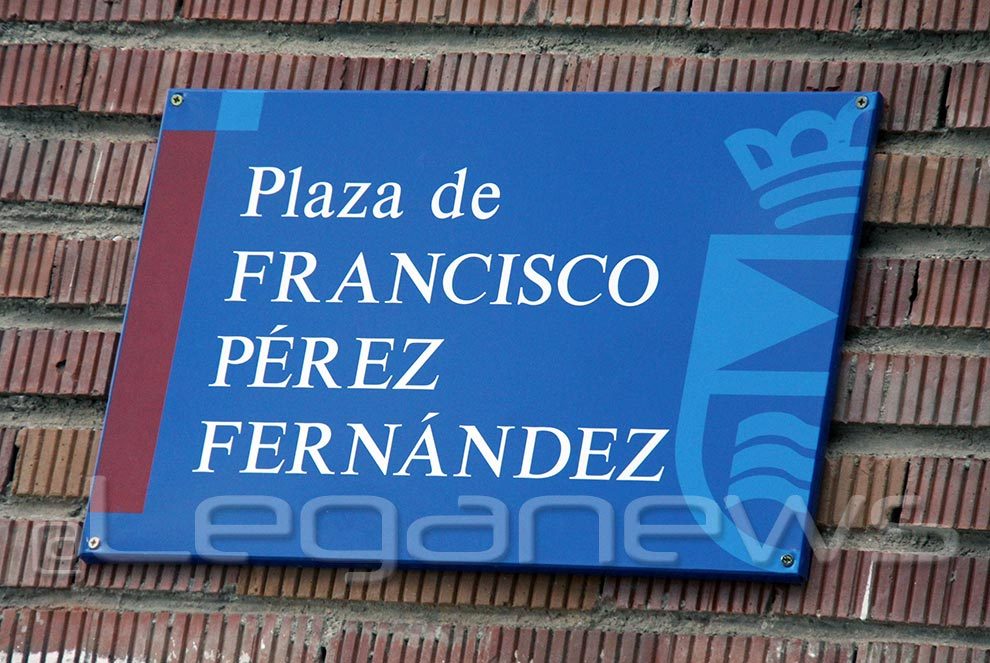 Plaza de
FRANCISCO
PÉREZ
FERNÁNDEZ
@Leganews